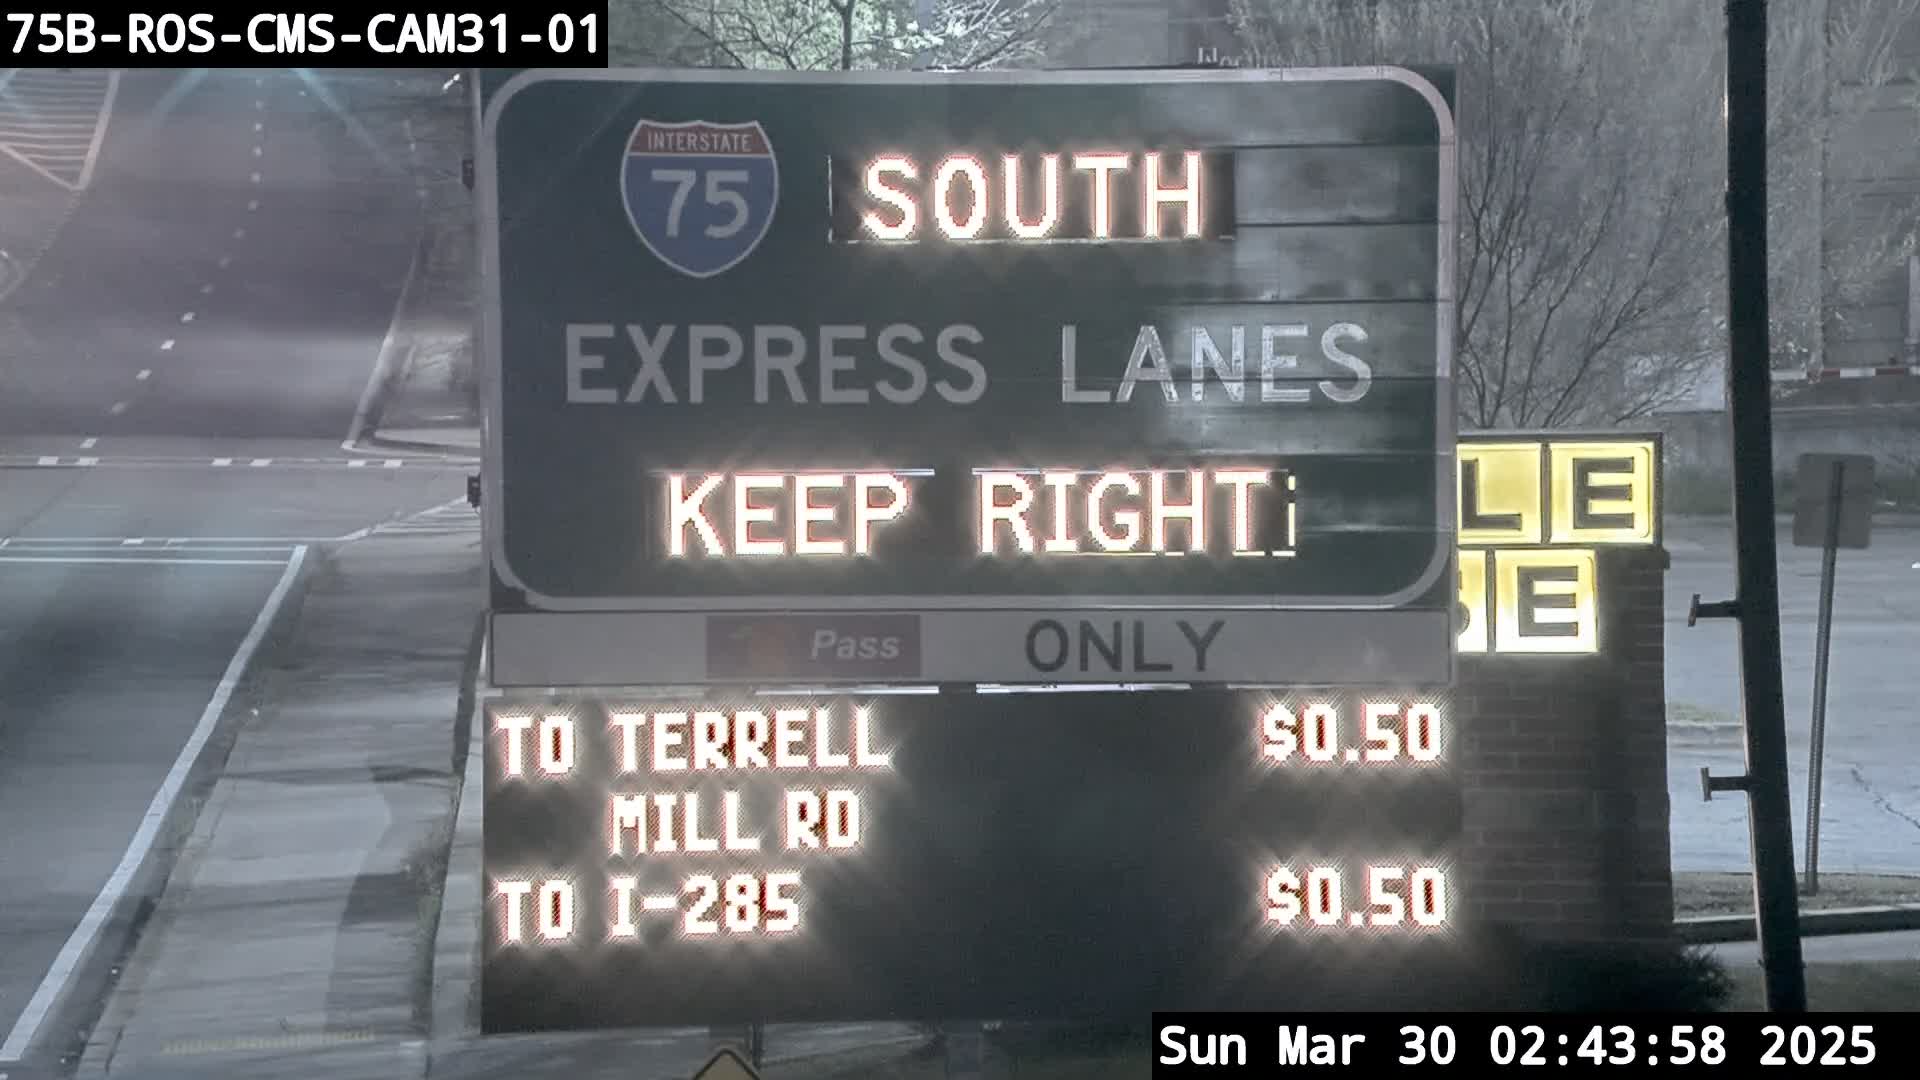 75B-ROS-CMS-CAM31-01
INTERSTATE
75
SOUTH
EXPRESS LANES
KEEP RIGHT
Pass ONLY
LE
E
TO TERRELL $0.50
MILL RD
TO I-285 $0.50
Sun Mar 30 02:43:58 2025